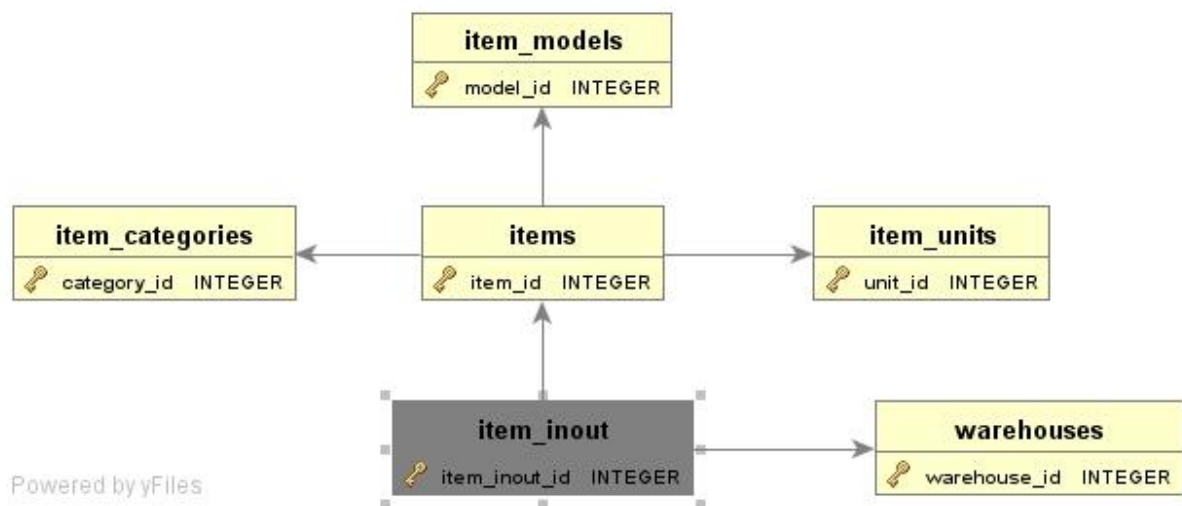 item_models
model_id INTEGER
item_categories
category_id INTEGER
items
item_id INTEGER
item_units
unit_id INTEGER
item_inout
item_inout_id INTEGER
warehouses
warehouse_id INTEGER
Powered by yFiles